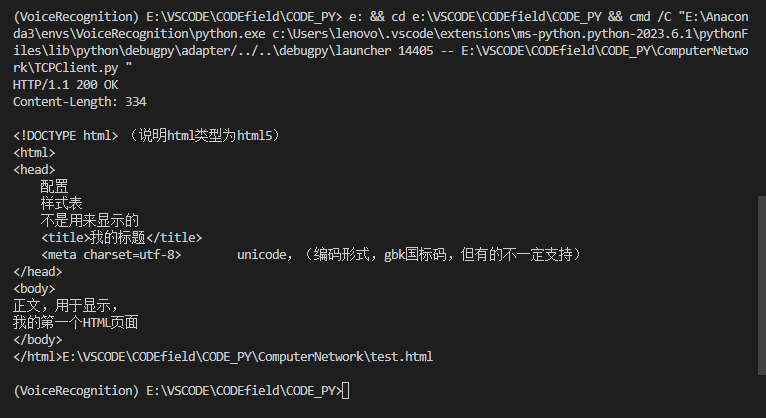 (VoiceRecognition) E:\VSCODE\CODEfield\CODE_PY> e: && cd e:\VSCODE\CODEfield\CODE_PY && cmd /C "E:\Anacon
da3\envs\VoiceRecognition\python.exe c:\Users\lenovo\.vscode\extensions\ms-python.python-2023.6.1\pythonF
iles\lib\python\debugpy\adapter/../..\debugpy\launcher 14405 -- E:\VSCODE\CODEfield\CODE_PY\ComputerNetwo
rk\TCPClient.py "
HTTP/1.1 200 OK
Content-Length: 334
<!DOCTYPE html> （说明html类型为html5）
<html>
<head>
配置
样式表
不是用来显示的
<title>我的标题</title>
<meta charset=utf-8> unicode，（编码形式，gbk国标码，但有的不一定支持）
</head>
<body>
正文，用于显示，
我的第一个HTML页面
</body>
</html>E:\VSCODE\CODEfield\CODE_PY\ComputerNetwork\test.html
(VoiceRecognition) E:\VSCODE\CODEfield\CODE_PY>